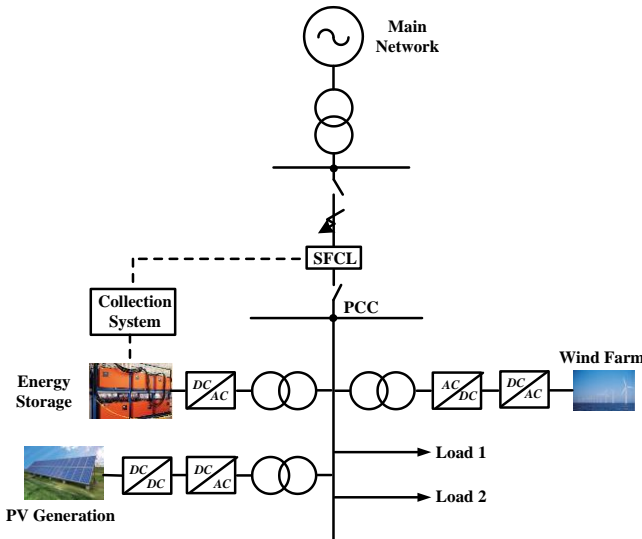 Main
Network
SFCL
PCC
Collection
System
Energy
Storage
DC
AC
AC
DC
DC
AC
Wind Farm
Load 1
DC
DC
DC
AC
Load 2
PV Generation